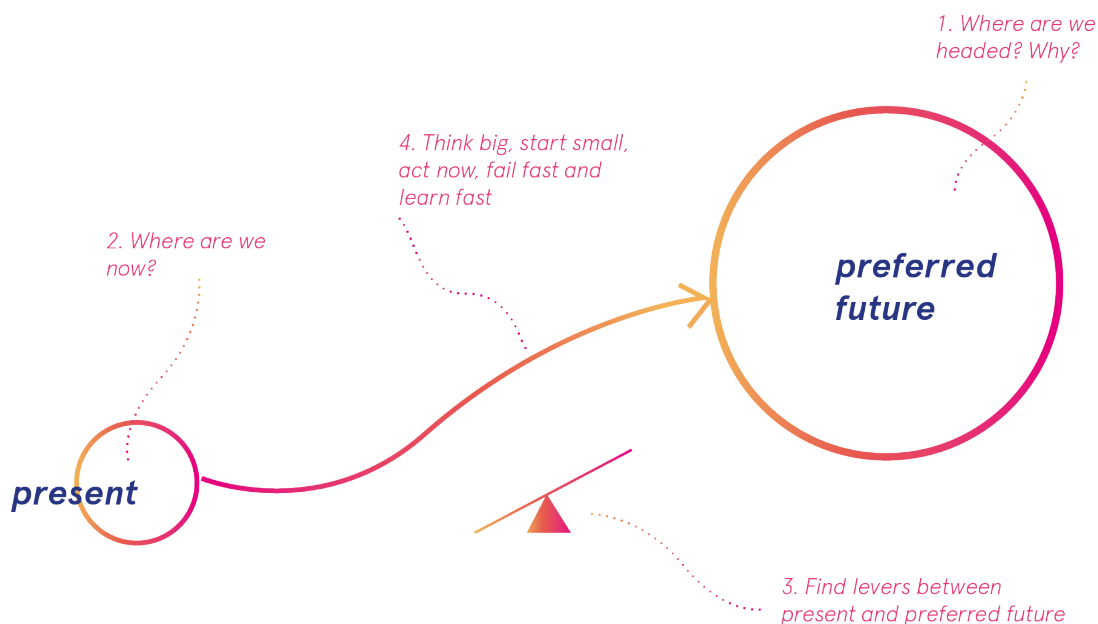 1. Where are we
headed? Why?
4. Think big, start small,
act now, fail fast and
learn fast
2. Where are we
now?
preferred
future
present
3. Find levers between
present and preferred future